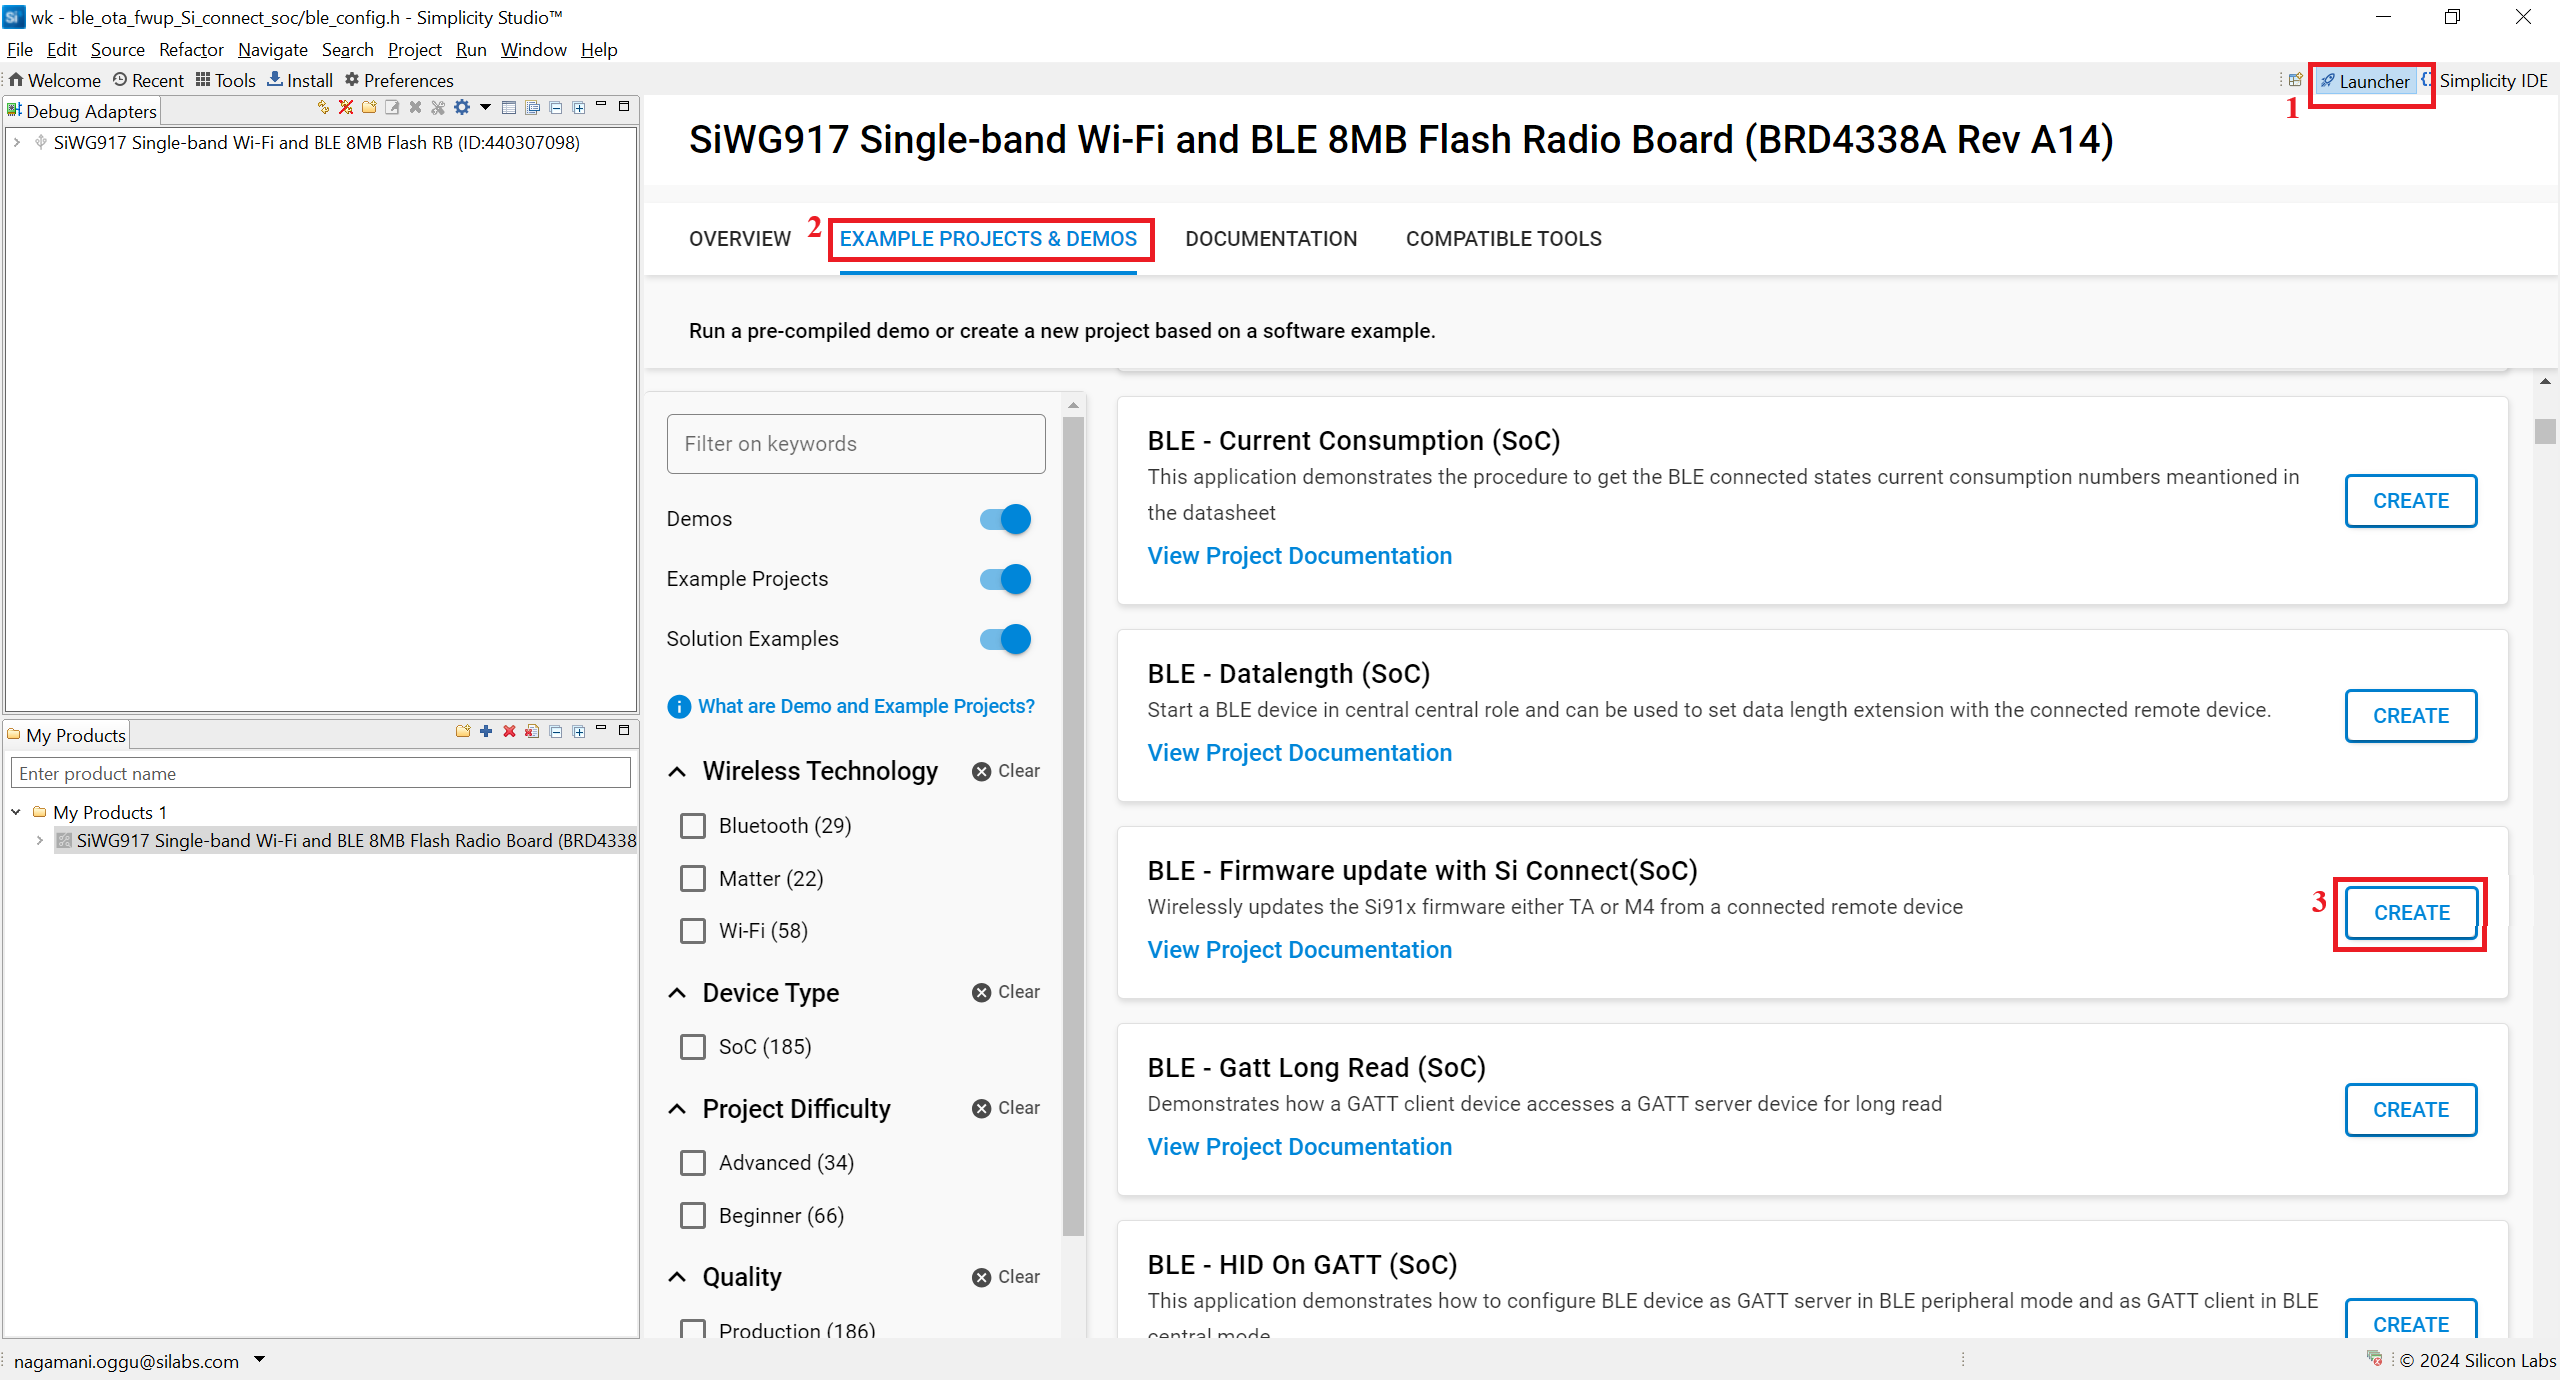 wk - ble_ota_fwup_Si_connect_soc/ble_config.h - Simplicity Studio™
File Edit Source Refactor Navigate Search Project Run Window Help
Welcome Recent Tools Install Preferences
1 Launcher Simplicity IDE
Debug Adapters
SiWG917 Single-band Wi-Fi and BLE 8MB Flash RB (ID:440307098)
My Products
Enter product name
My Products 1
SiWG917 Single-band Wi-Fi and BLE 8MB Flash Radio Board (BRD4338
SiWG917 Single-band Wi-Fi and BLE 8MB Flash Radio Board (BRD4338A Rev A14)
OVERVIEW 2 EXAMPLE PROJECTS & DEMOS DOCUMENTATION COMPATIBLE TOOLS
Run a pre-compiled demo or create a new project based on a software example.
Filter on keywords
Demos
Example Projects
Solution Examples
What are Demo and Example Projects?
Wireless Technology Clear
Bluetooth (29)
Matter (22)
Wi-Fi (58)
Device Type Clear
SoC (185)
Project Difficulty Clear
Advanced (34)
Beginner (66)
Quality Clear
Production (186)
BLE - Current Consumption (SoC)
This application demonstrates the procedure to get the BLE connected states current consumption numbers meantioned in
the datasheet
View Project Documentation
CREATE
BLE - Datalength (SoC)
Start a BLE device in central central role and can be used to set data length extension with the connected remote device.
View Project Documentation
CREATE
BLE - Firmware update with Si Connect(SoC)
Wirelessly updates the Si91x firmware either TA or M4 from a connected remote device
View Project Documentation
3 CREATE
BLE - Gatt Long Read (SoC)
Demonstrates how a GATT client device accesses a GATT server device for long read
View Project Documentation
CREATE
BLE - HID On GATT (SoC)
This application demonstrates how to configure BLE device as GATT server in BLE peripheral mode and as GATT client in BLE
central mode
CREATE
nagamani.oggu@silabs.com
© 2024 Silicon Labs